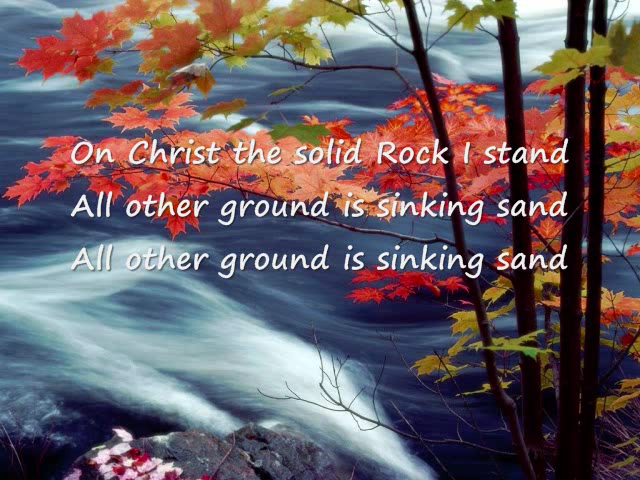 On Christ the solid Rock I stand
All other ground is sinking sand
All other ground is sinking sand